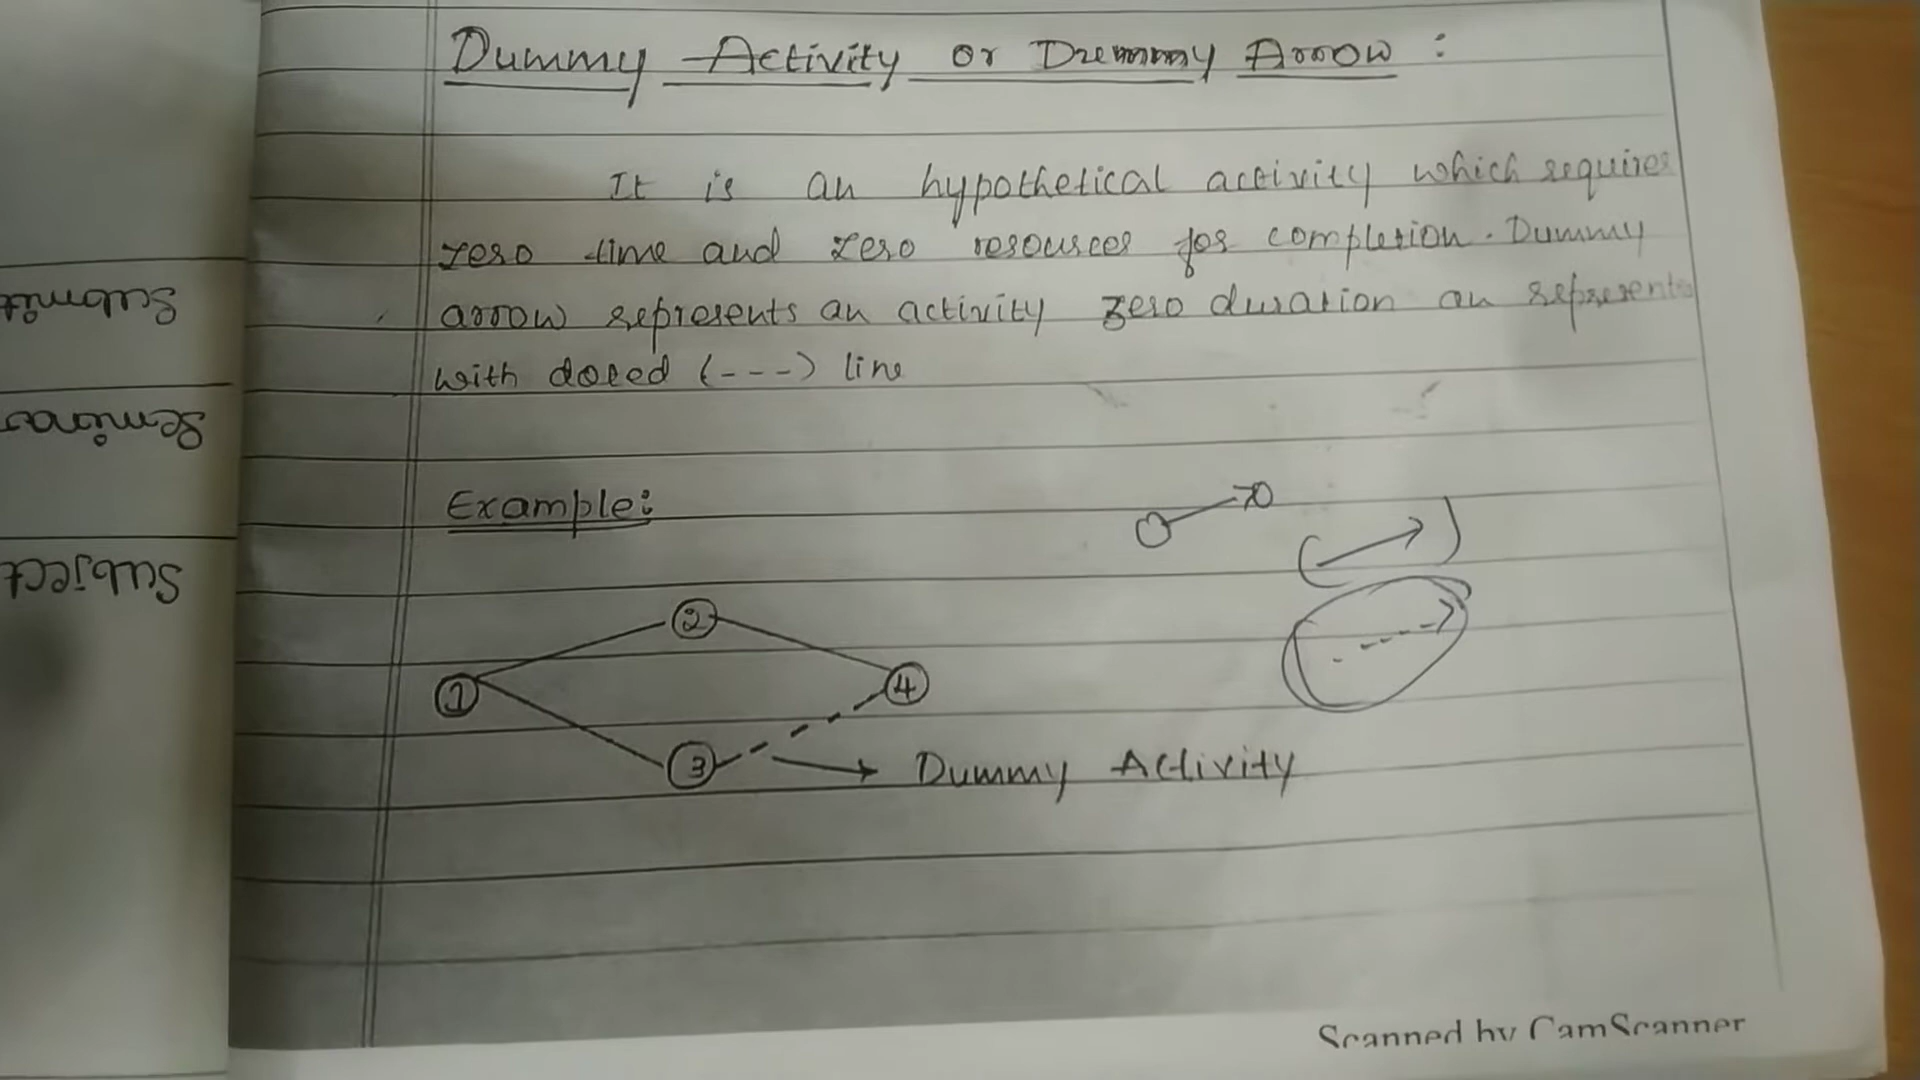 Dummy Activity or Dummy Arrow :
It is an hypothetical activity which requires
zero time and zero resources for completion. Dummy
arrow represents an activity zero duration an represents
with doted (---) line
Example:
2
1
4
3
Dummy Activity
Submit
Seminar
Subject
Scanned by CamScanner